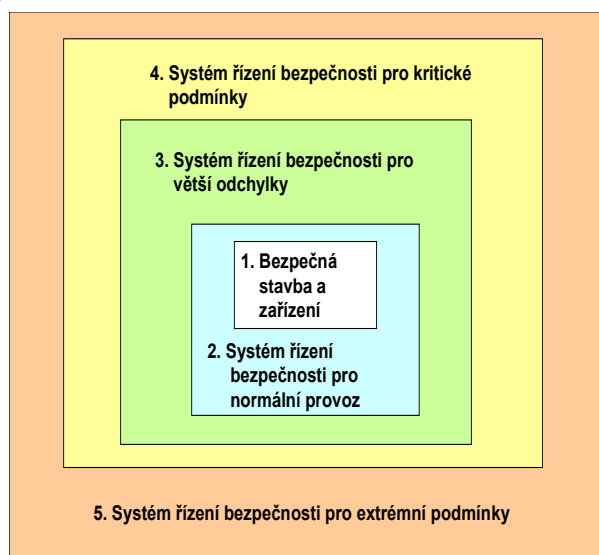 4. Systém řízení bezpečnosti pro kritické
podmínky
3. Systém řízení bezpečnosti pro
větší odchylky
1. Bezpečná
stavba a
zařízení
2. Systém řízení
bezpečnosti pro
normální provoz
5. Systém řízení bezpečnosti pro extrémní podmínky